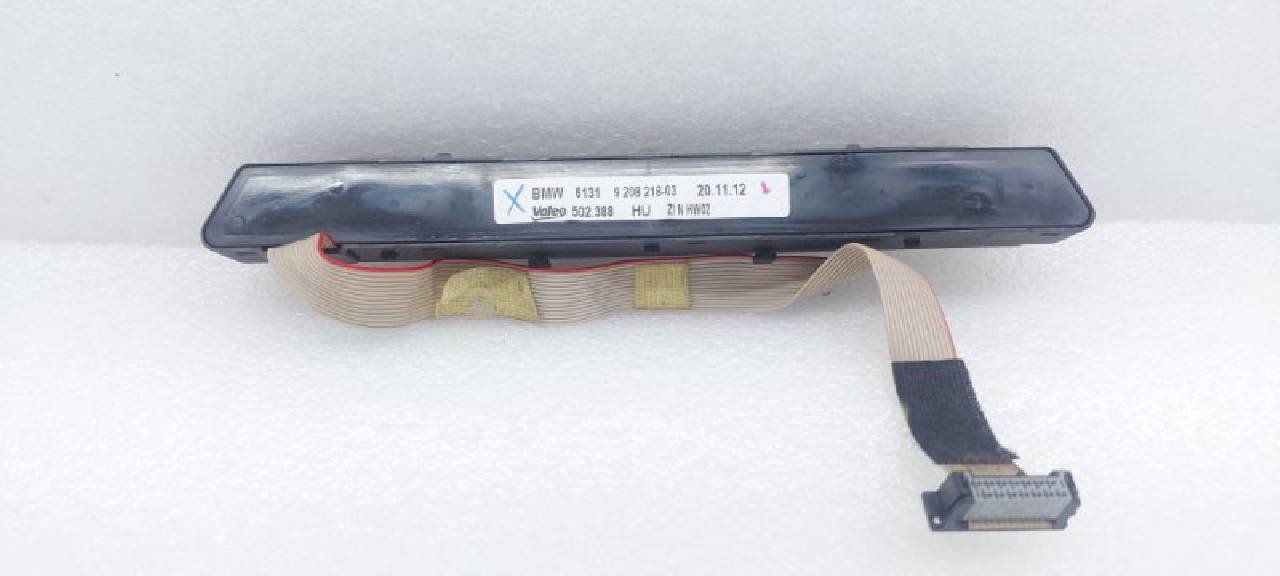 X BMW 6131 9 208 218-03 20.11.12
Valeo 502.388 HU ZI N HW02